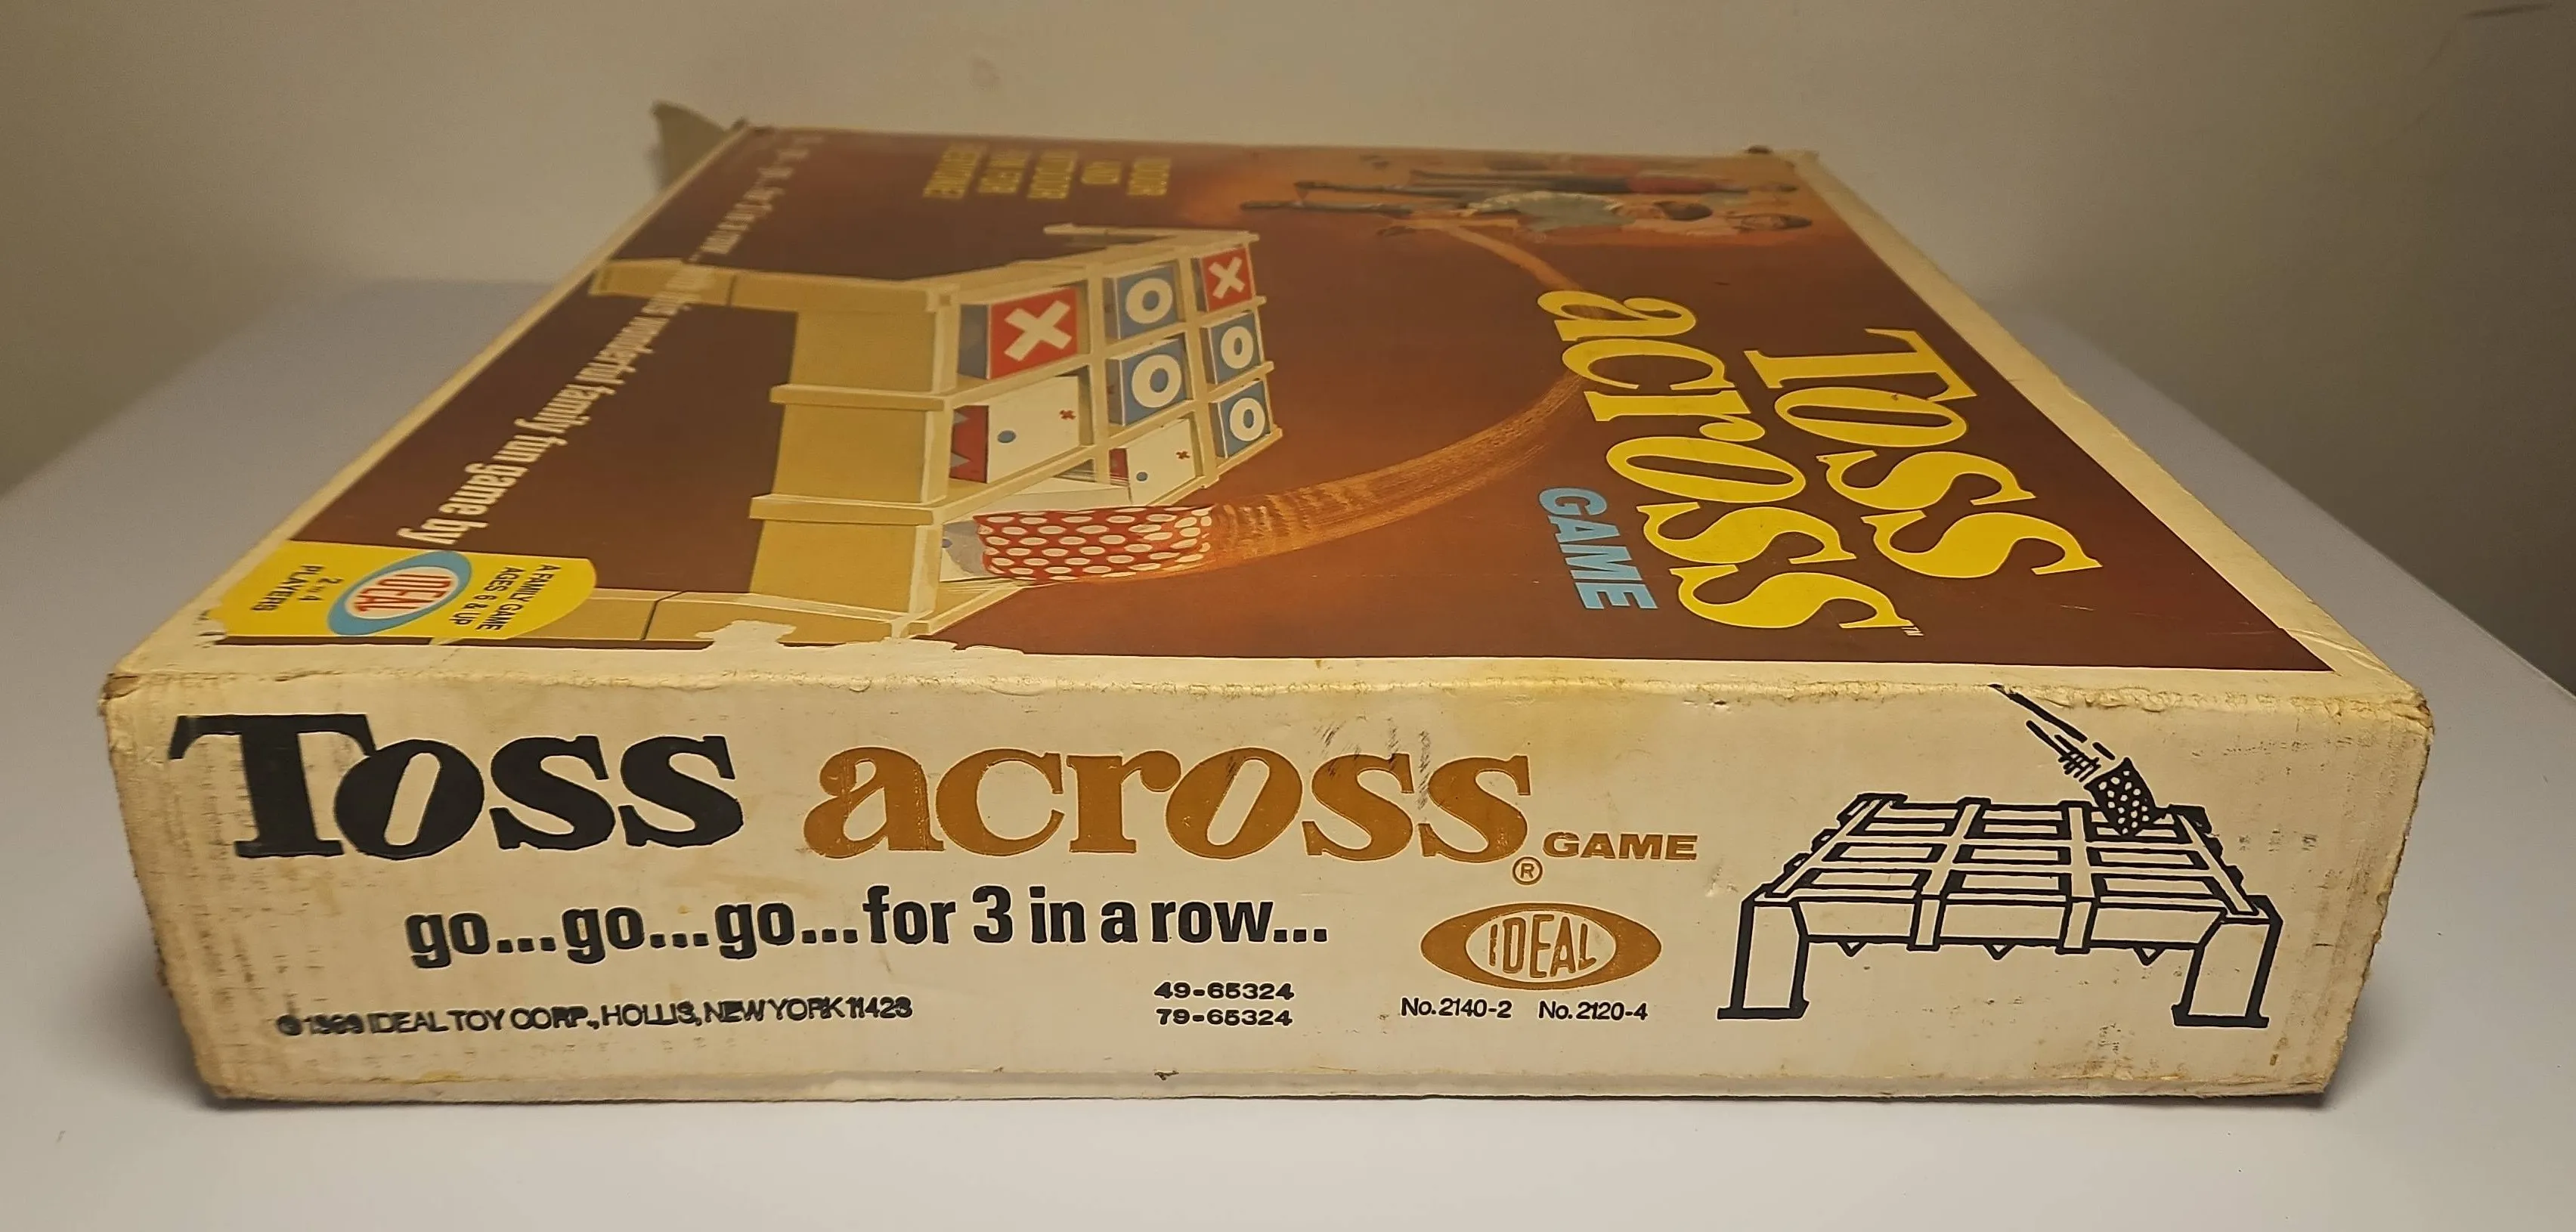 INDOOR
AND
OUTDOOR
FUN FOR
EVERYONE!
Toss
across™
GAME
wonderful family fun game by
A FAMILY GAME
AGES 6 & UP
IDEAL
2 TO 4
PLAYERS
Toss across® GAME
go...go...go...for 3 in a row...
IDEAL
© 1969 IDEAL TOY CORP., HOLLIS, NEW YORK 11423
49-65324
79-65324
No. 2140-2 No. 2120-4